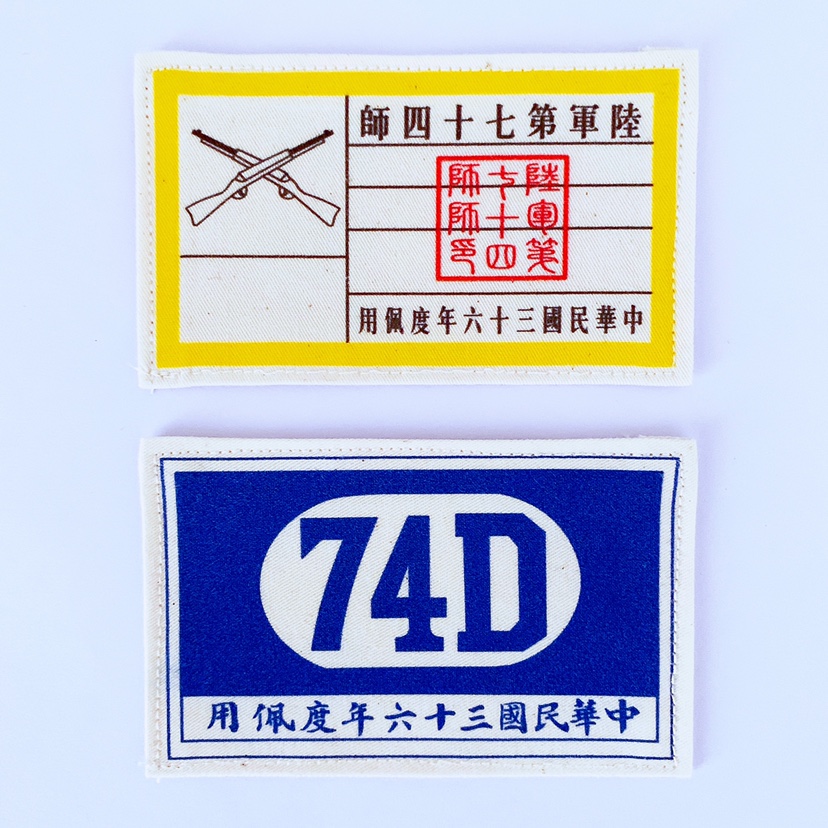 陸軍第七十四師
陸軍第
七十四
師師印
中華民國三十六年度佩用
74D
中華民國三十六年度佩用